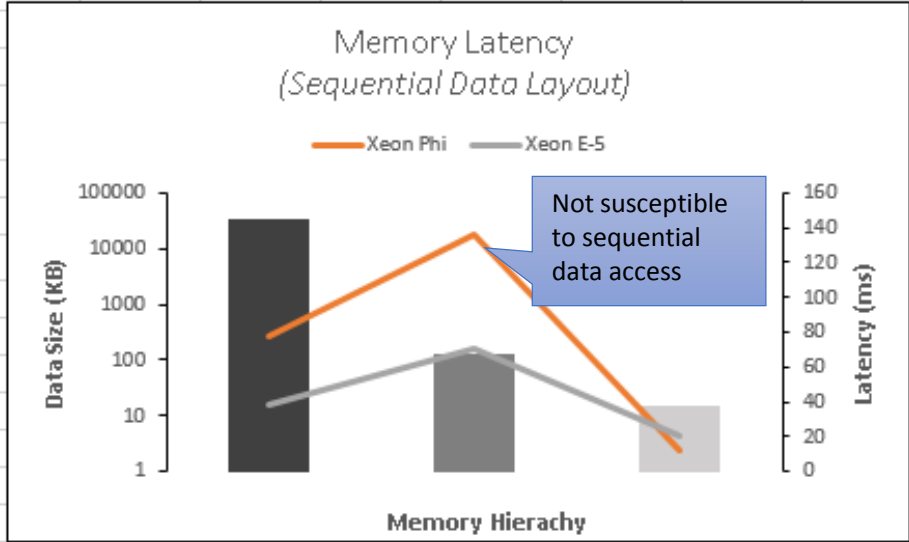 Memory Latency
(Sequential Data Layout)
Xeon Phi Xeon E-5
Not susceptible
to sequential
data access
Data Size (KB)
100000
10000
1000
100
10
1
160
140
120
100
80
60
40
20
0
Latency (ms)
Memory Hierachy